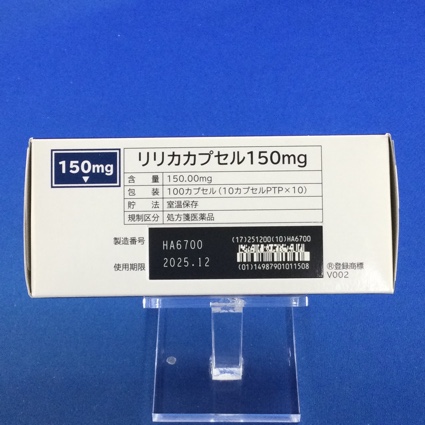 150mg
リリカカプセル150mg
含 量 150.00mg
包 装 100カプセル(10カプセルPTP×10)
貯 法 室温保存
規制区分 処方箋医薬品
製造番号 HA6700
使用期限 2025.12
(17)251200(10)HA6700
(01)14987901011508
®登録商標
V002